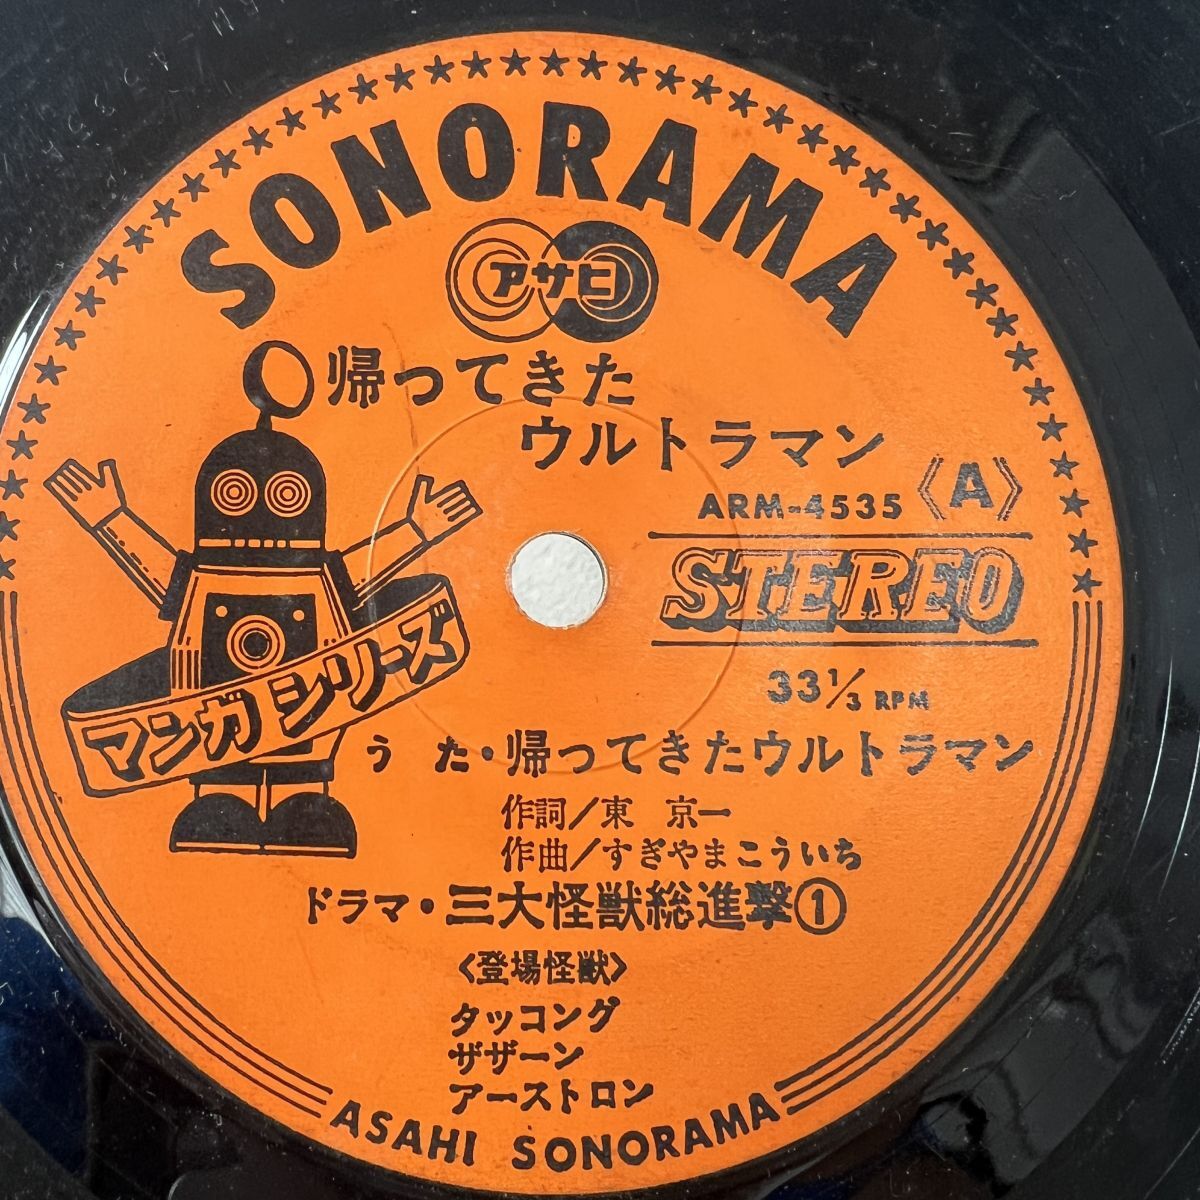 SONORAMA
アサヒ
帰ってきた
ウルトラマン
ARM-4535 《A》
STEREO
33 1/3 RPM
マンガシリーズ
うた・帰ってきたウルトラマン
作詞/東 京一
作曲/すぎやまこういち
ドラマ・三大怪獣総進撃①
〈登場怪獣〉
タッコング
ザザーン
アーストロン
ASAHI SONORAMA